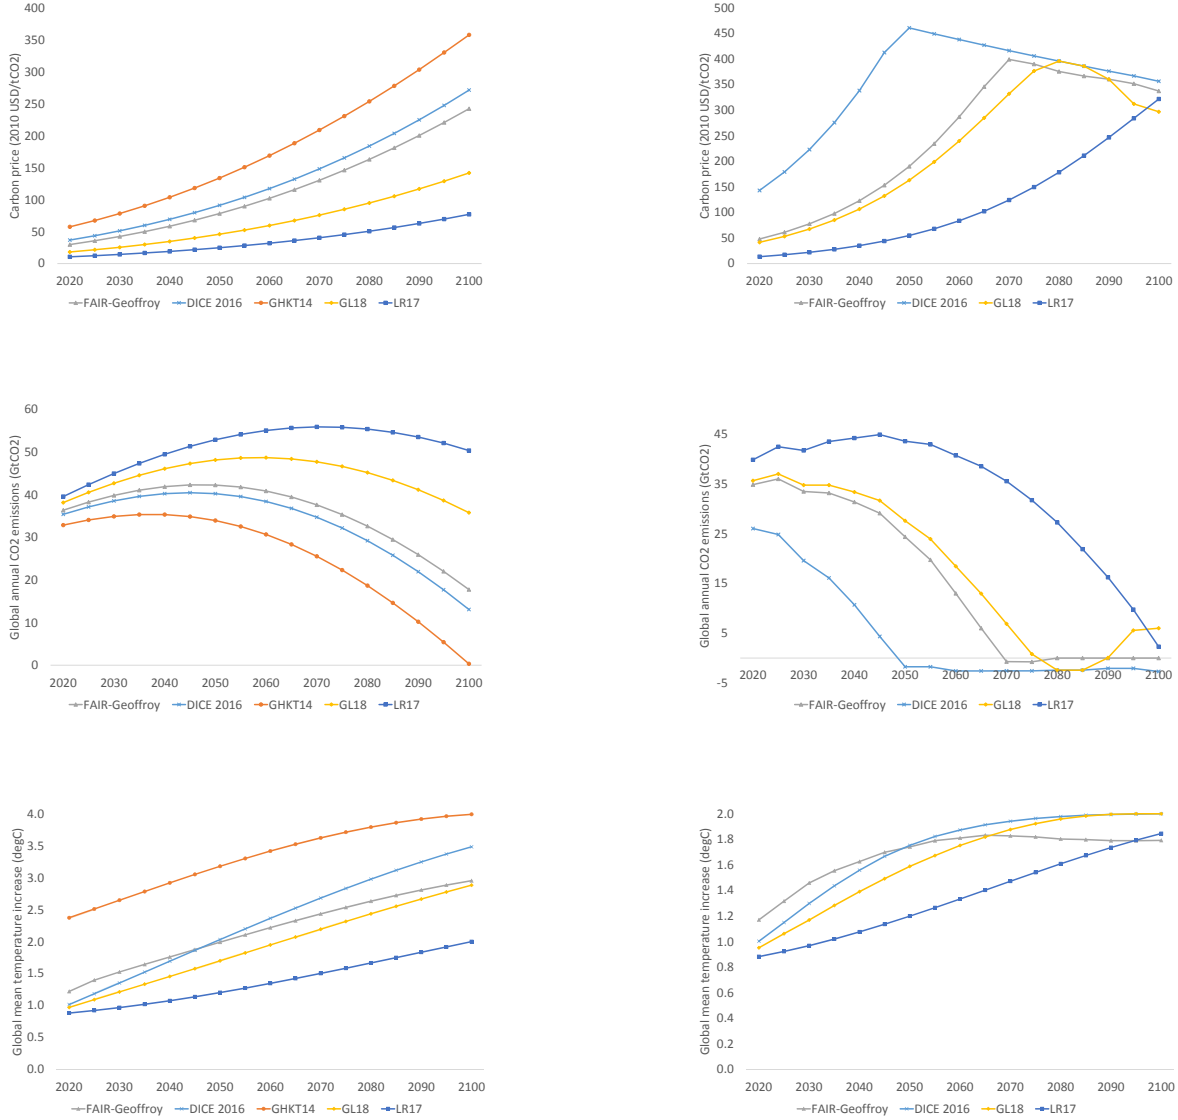 Carbon price (2010 USD/tCO2)
400
350
300
250
200
150
100
50
0
2020 2030 2040 2050 2060 2070 2080 2090 2100
FAIR-Geoffroy DICE 2016 GHKT14 GL18 LR17
Carbon price (2010 USD/tCO2)
500
450
400
350
300
250
200
150
100
50
0
2020 2030 2040 2050 2060 2070 2080 2090 2100
FAIR-Geoffroy DICE 2016 GL18 LR17
Global annual CO2 emissions (GtCO2)
60
50
40
30
20
10
0
2020 2030 2040 2050 2060 2070 2080 2090 2100
FAIR-Geoffroy DICE 2016 GHKT14 GL18 LR17
Global annual CO2 emissions (GtCO2)
45
35
25
15
5
-5
2020 2030 2040 2050 2060 2070 2080 2090 2100
FAIR-Geoffroy DICE 2016 GL18 LR17
Global mean temperature increase (degC)
4.0
3.5
3.0
2.5
2.0
1.5
1.0
0.5
0.0
2020 2030 2040 2050 2060 2070 2080 2090 2100
FAIR-Geoffroy DICE 2016 GHKT14 GL18 LR17
Global mean temperature increase (degC)
2.0
1.8
1.6
1.4
1.2
1.0
0.8
0.6
0.4
0.2
0.0
2020 2030 2040 2050 2060 2070 2080 2090 2100
FAIR-Geoffroy DICE 2016 GL18 LR17